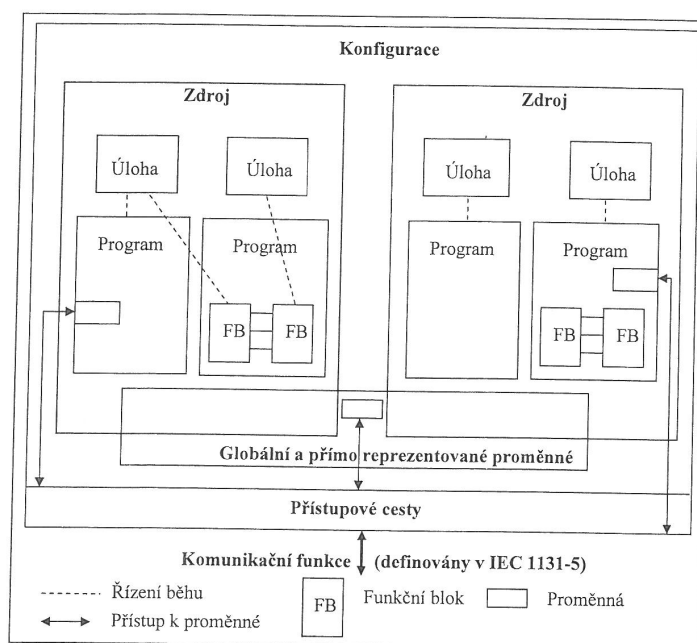 Konfigurace
Zdroj
Zdroj
Úloha
Úloha
Úloha
Úloha
Program
Program
Program
Program
FB
FB
FB
FB
Globální a přímo reprezentované proměnné
Přístupové cesty
Komunikační funkce (definovány v IEC 1131-5)
Řízení běhu
FB
Funkční blok
Proměnná
Přístup k proměnné